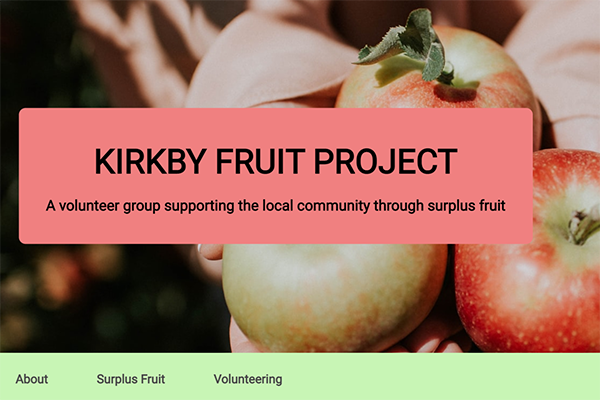 KIRKBY FRUIT PROJECT
A volunteer group supporting the local community through surplus fruit
About Surplus Fruit Volunteering